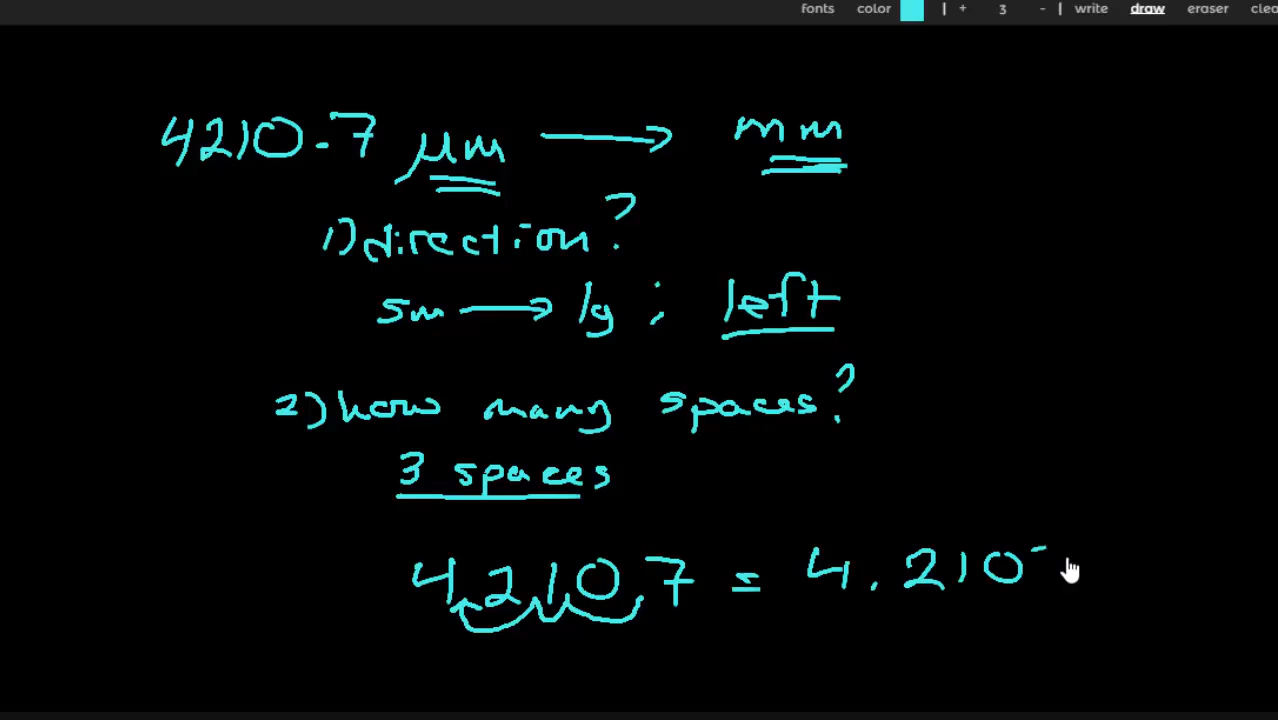 fonts color | + 3 - | write draw eraser clea
4210.7 μm → mm
1) direction?
sm → lg ; left
2) how many spaces?
3 spaces
4210.7 = 4.210